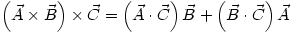 (A⃗ × B⃗) × C⃗ = (A⃗ · C⃗) B⃗ + (B⃗ · C⃗) A⃗